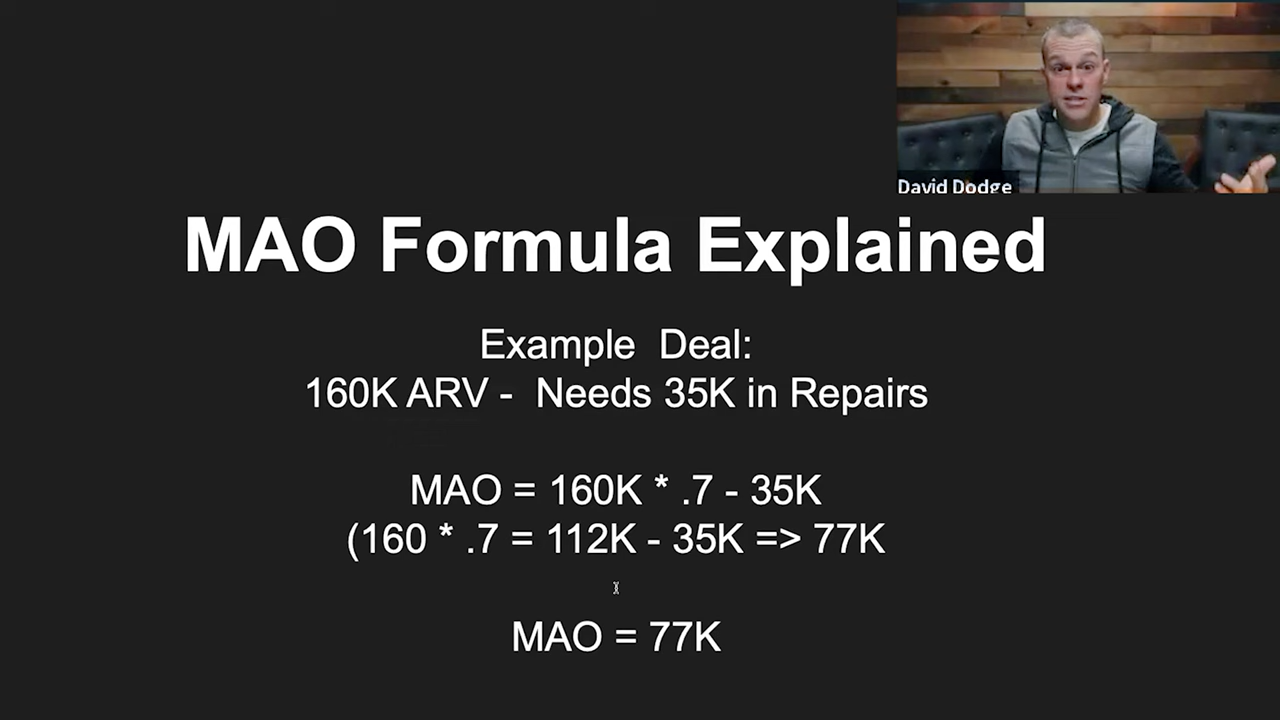 David Dodge
MAO Formula Explained
Example Deal:
160K ARV - Needs 35K in Repairs
MAO = 160K * .7 - 35K
(160 * .7 = 112K - 35K => 77K
MAO = 77K